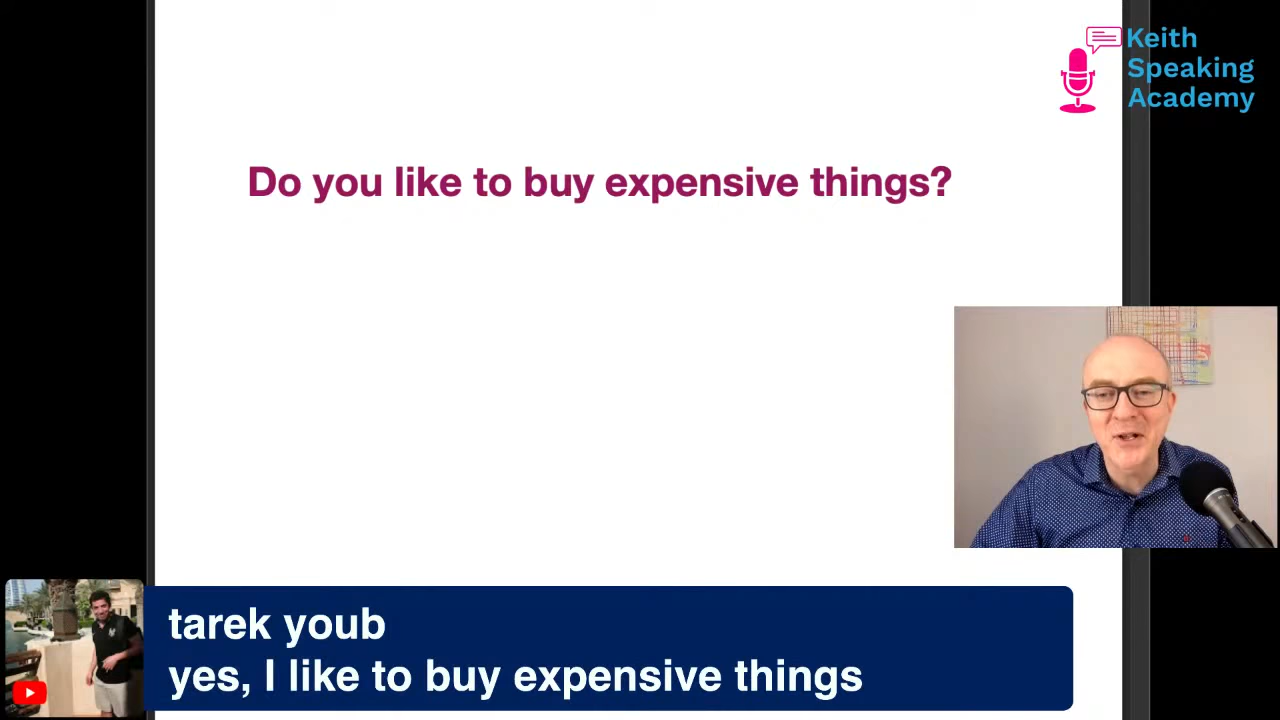 Keith
Speaking
Academy
Do you like to buy expensive things?
tarek youb
yes, I like to buy expensive things